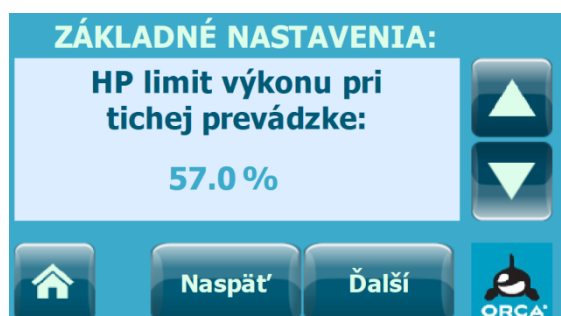 ZÁKLADNÉ NASTAVENIA:
HP limit výkonu pri
tichej prevádzke:
57.0 %
Naspäť
Ďalší
ORCA